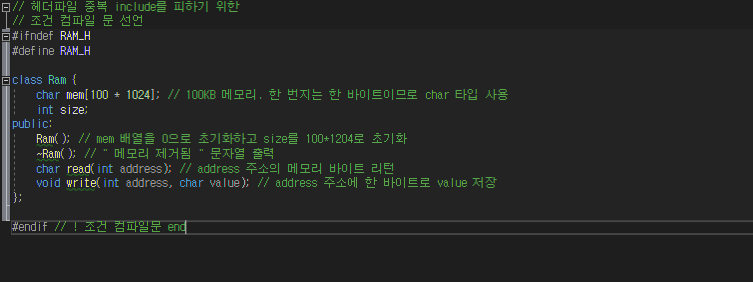 // 헤더파일 중복 include를 피하기 위한
// 조건 컴파일 문 선언
#ifndef RAM_H
#define RAM_H
class Ram {
char mem[100 * 1024]; // 100KB 메모리. 한 번지는 한 바이트이므로 char 타입 사용
int size;
public:
Ram(); // mem 배열을 0으로 초기화하고 size를 100*1204로 초기화
~Ram(); // " 메모리 제거됨 " 문자열 출력
char read(int address); // address 주소의 메모리 바이트 리턴
void write(int address, char value); // address 주소에 한 바이트로 value 저장
};
#endif // ! 조건 컴파일문 end